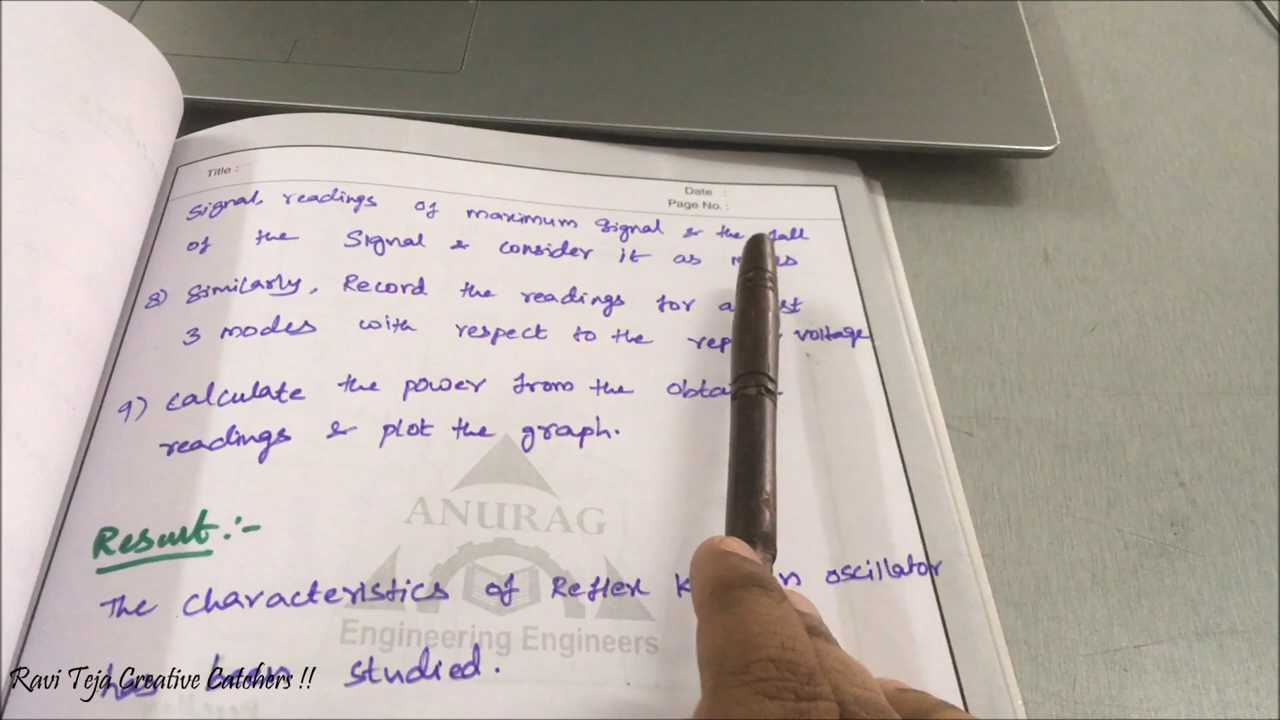 Title :
Date :
Page No. :
Signal, readings of maximum signal & the fall
of the signal & consider it as
8) Similarly, Record the readings for
3 modes with respect to the voltage
9) calculate the power from the
readings & plot the graph.
ANURAG
Result :-
The characteristics of Reflex oscillator
Engineering Engineers
has been studied.
Ravi Teja Creative Catchers !!